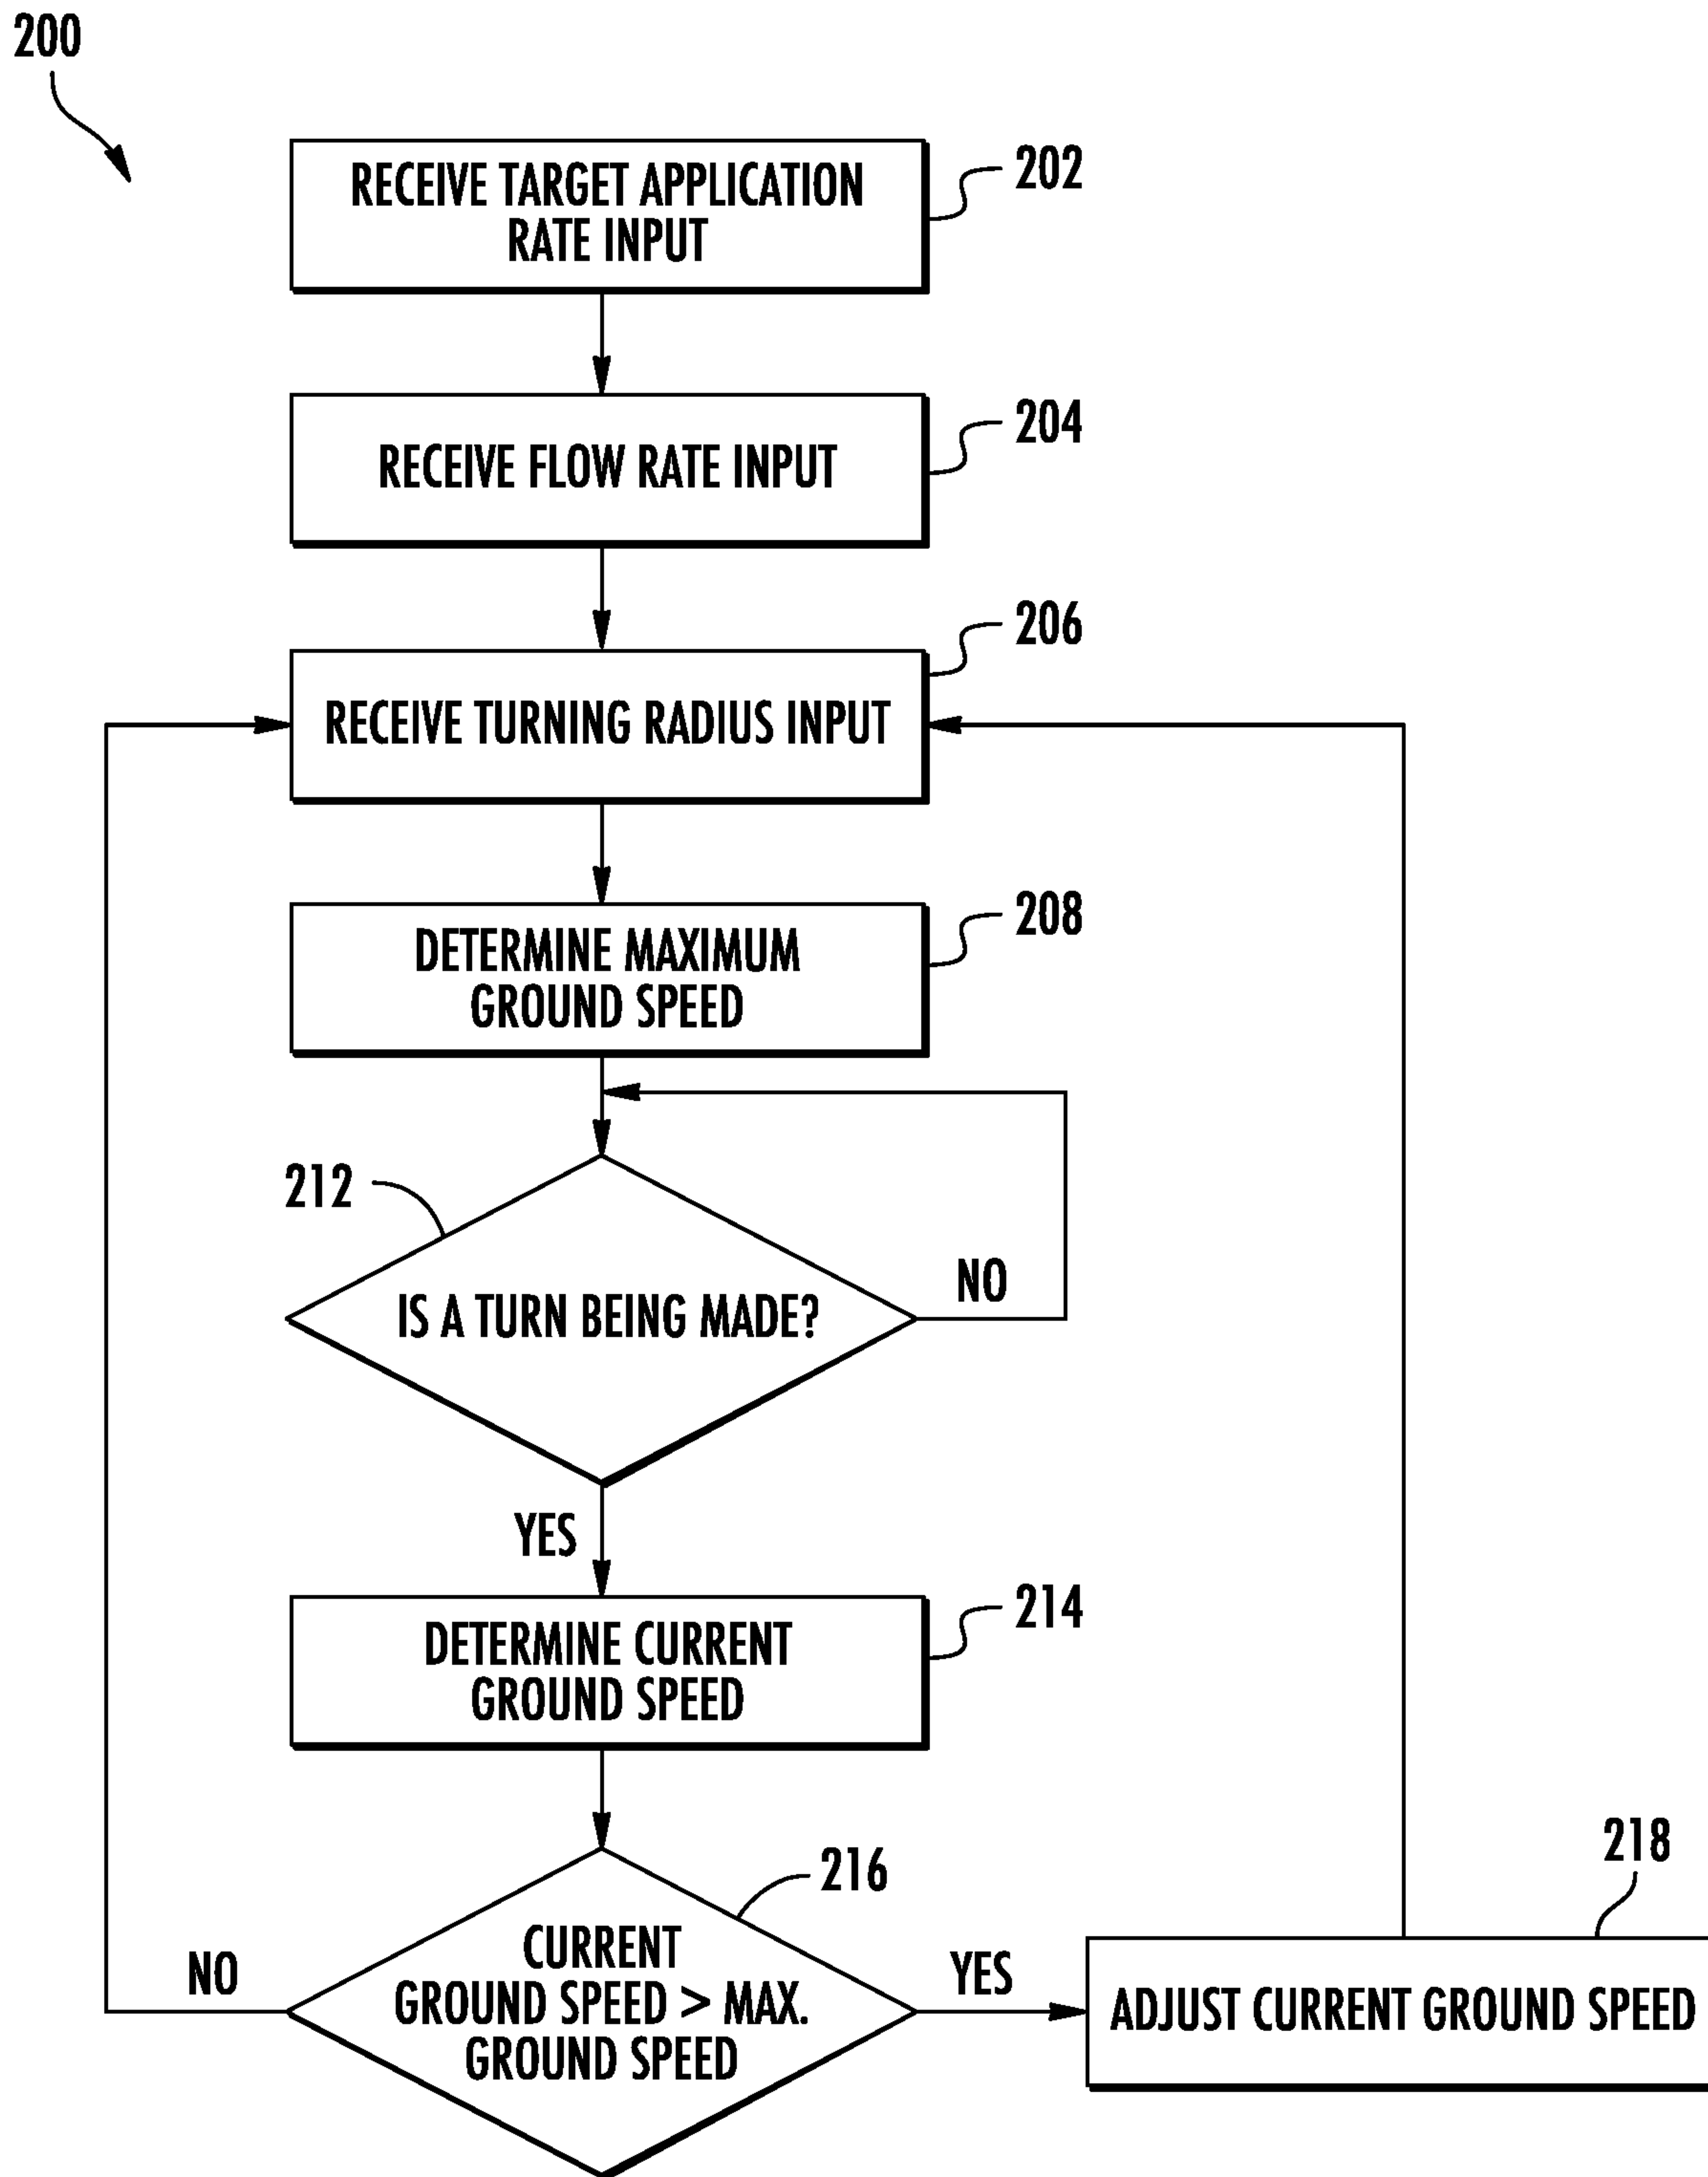 200
RECEIVE TARGET APPLICATION
RATE INPUT
202
RECEIVE FLOW RATE INPUT
204
RECEIVE TURNING RADIUS INPUT
206
DETERMINE MAXIMUM
GROUND SPEED
208
212
IS A TURN BEING MADE?
NO
YES
DETERMINE CURRENT
GROUND SPEED
214
216
CURRENT
GROUND SPEED > MAX.
GROUND SPEED
NO
YES
218
ADJUST CURRENT GROUND SPEED